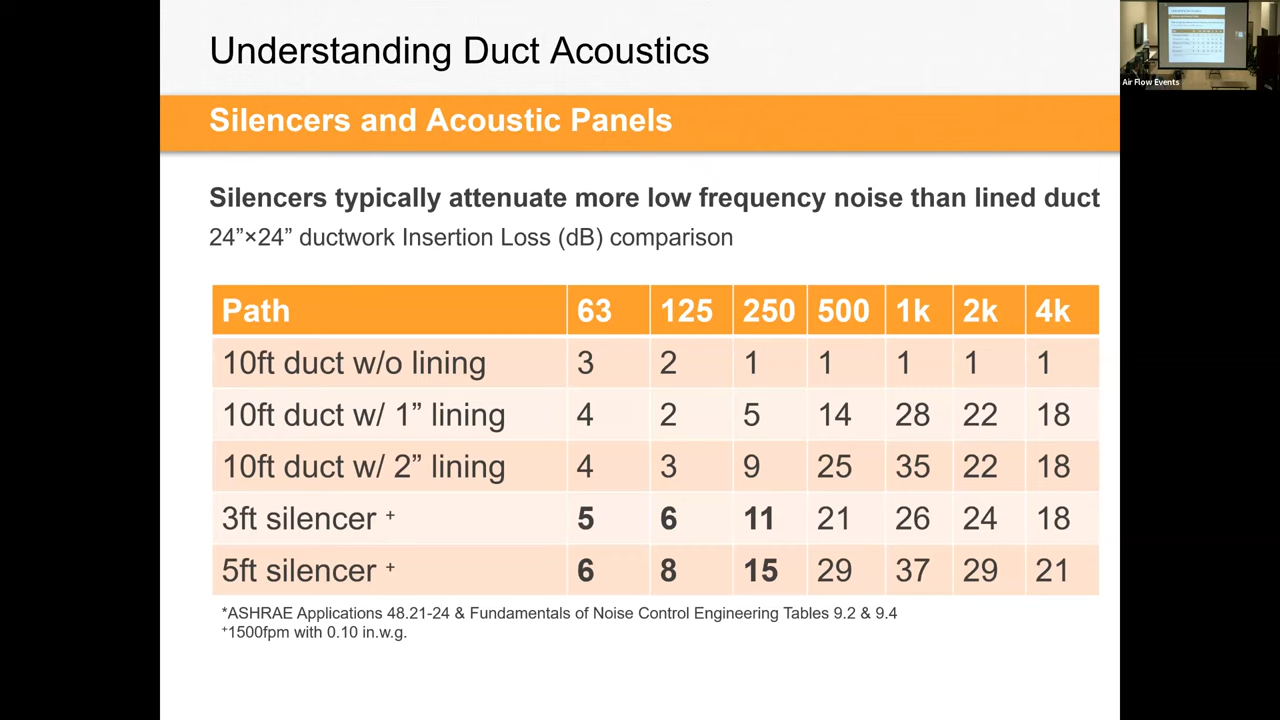 Understanding Duct Acoustics
Silencers and Acoustic Panels
Silencers typically attenuate more low frequency noise than lined duct
24”×24” ductwork Insertion Loss (dB) comparison
Path 63 125 250 500 1k 2k 4k
10ft duct w/o lining 3 2 1 1 1 1 1
10ft duct w/ 1” lining 4 2 5 14 28 22 18
10ft duct w/ 2” lining 4 3 9 25 35 22 18
3ft silencer + 5 6 11 21 26 24 18
5ft silencer + 6 8 15 29 37 29 21
*ASHRAE Applications 48.21-24 & Fundamentals of Noise Control Engineering Tables 9.2 & 9.4
+1500fpm with 0.10 in.w.g.
Air Flow Events